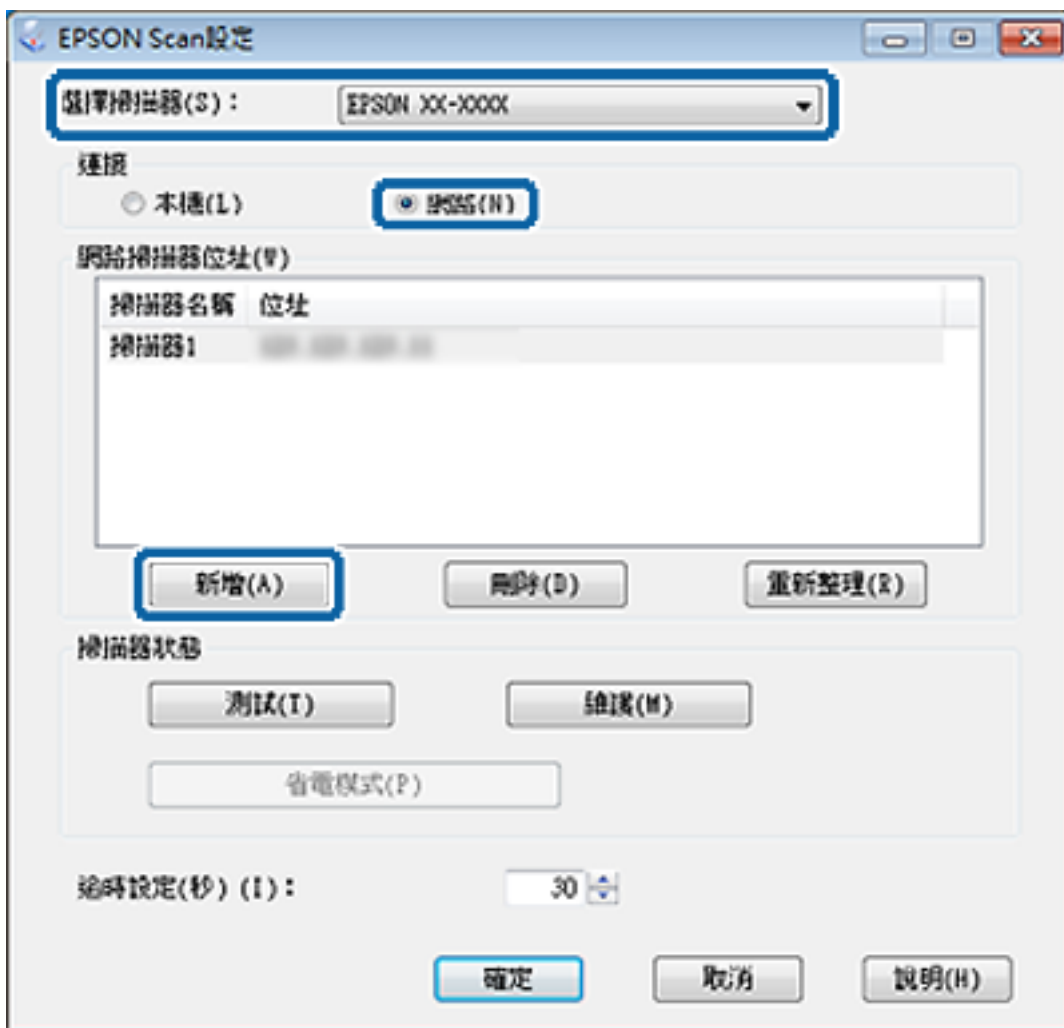 EPSON Scan設定
選擇掃描器(S)： EPSON XX-XXXX
連接
本機(L) 網路(N)
網路掃描器位址(W)
掃描器名稱 位址
掃描器1
新增(A) 刪除(D) 重新整理(R)
掃描器狀態
測試(T) 維護(M)
省電模式(P)
逾時設定(秒) (I)： 30
確定 取消 說明(H)